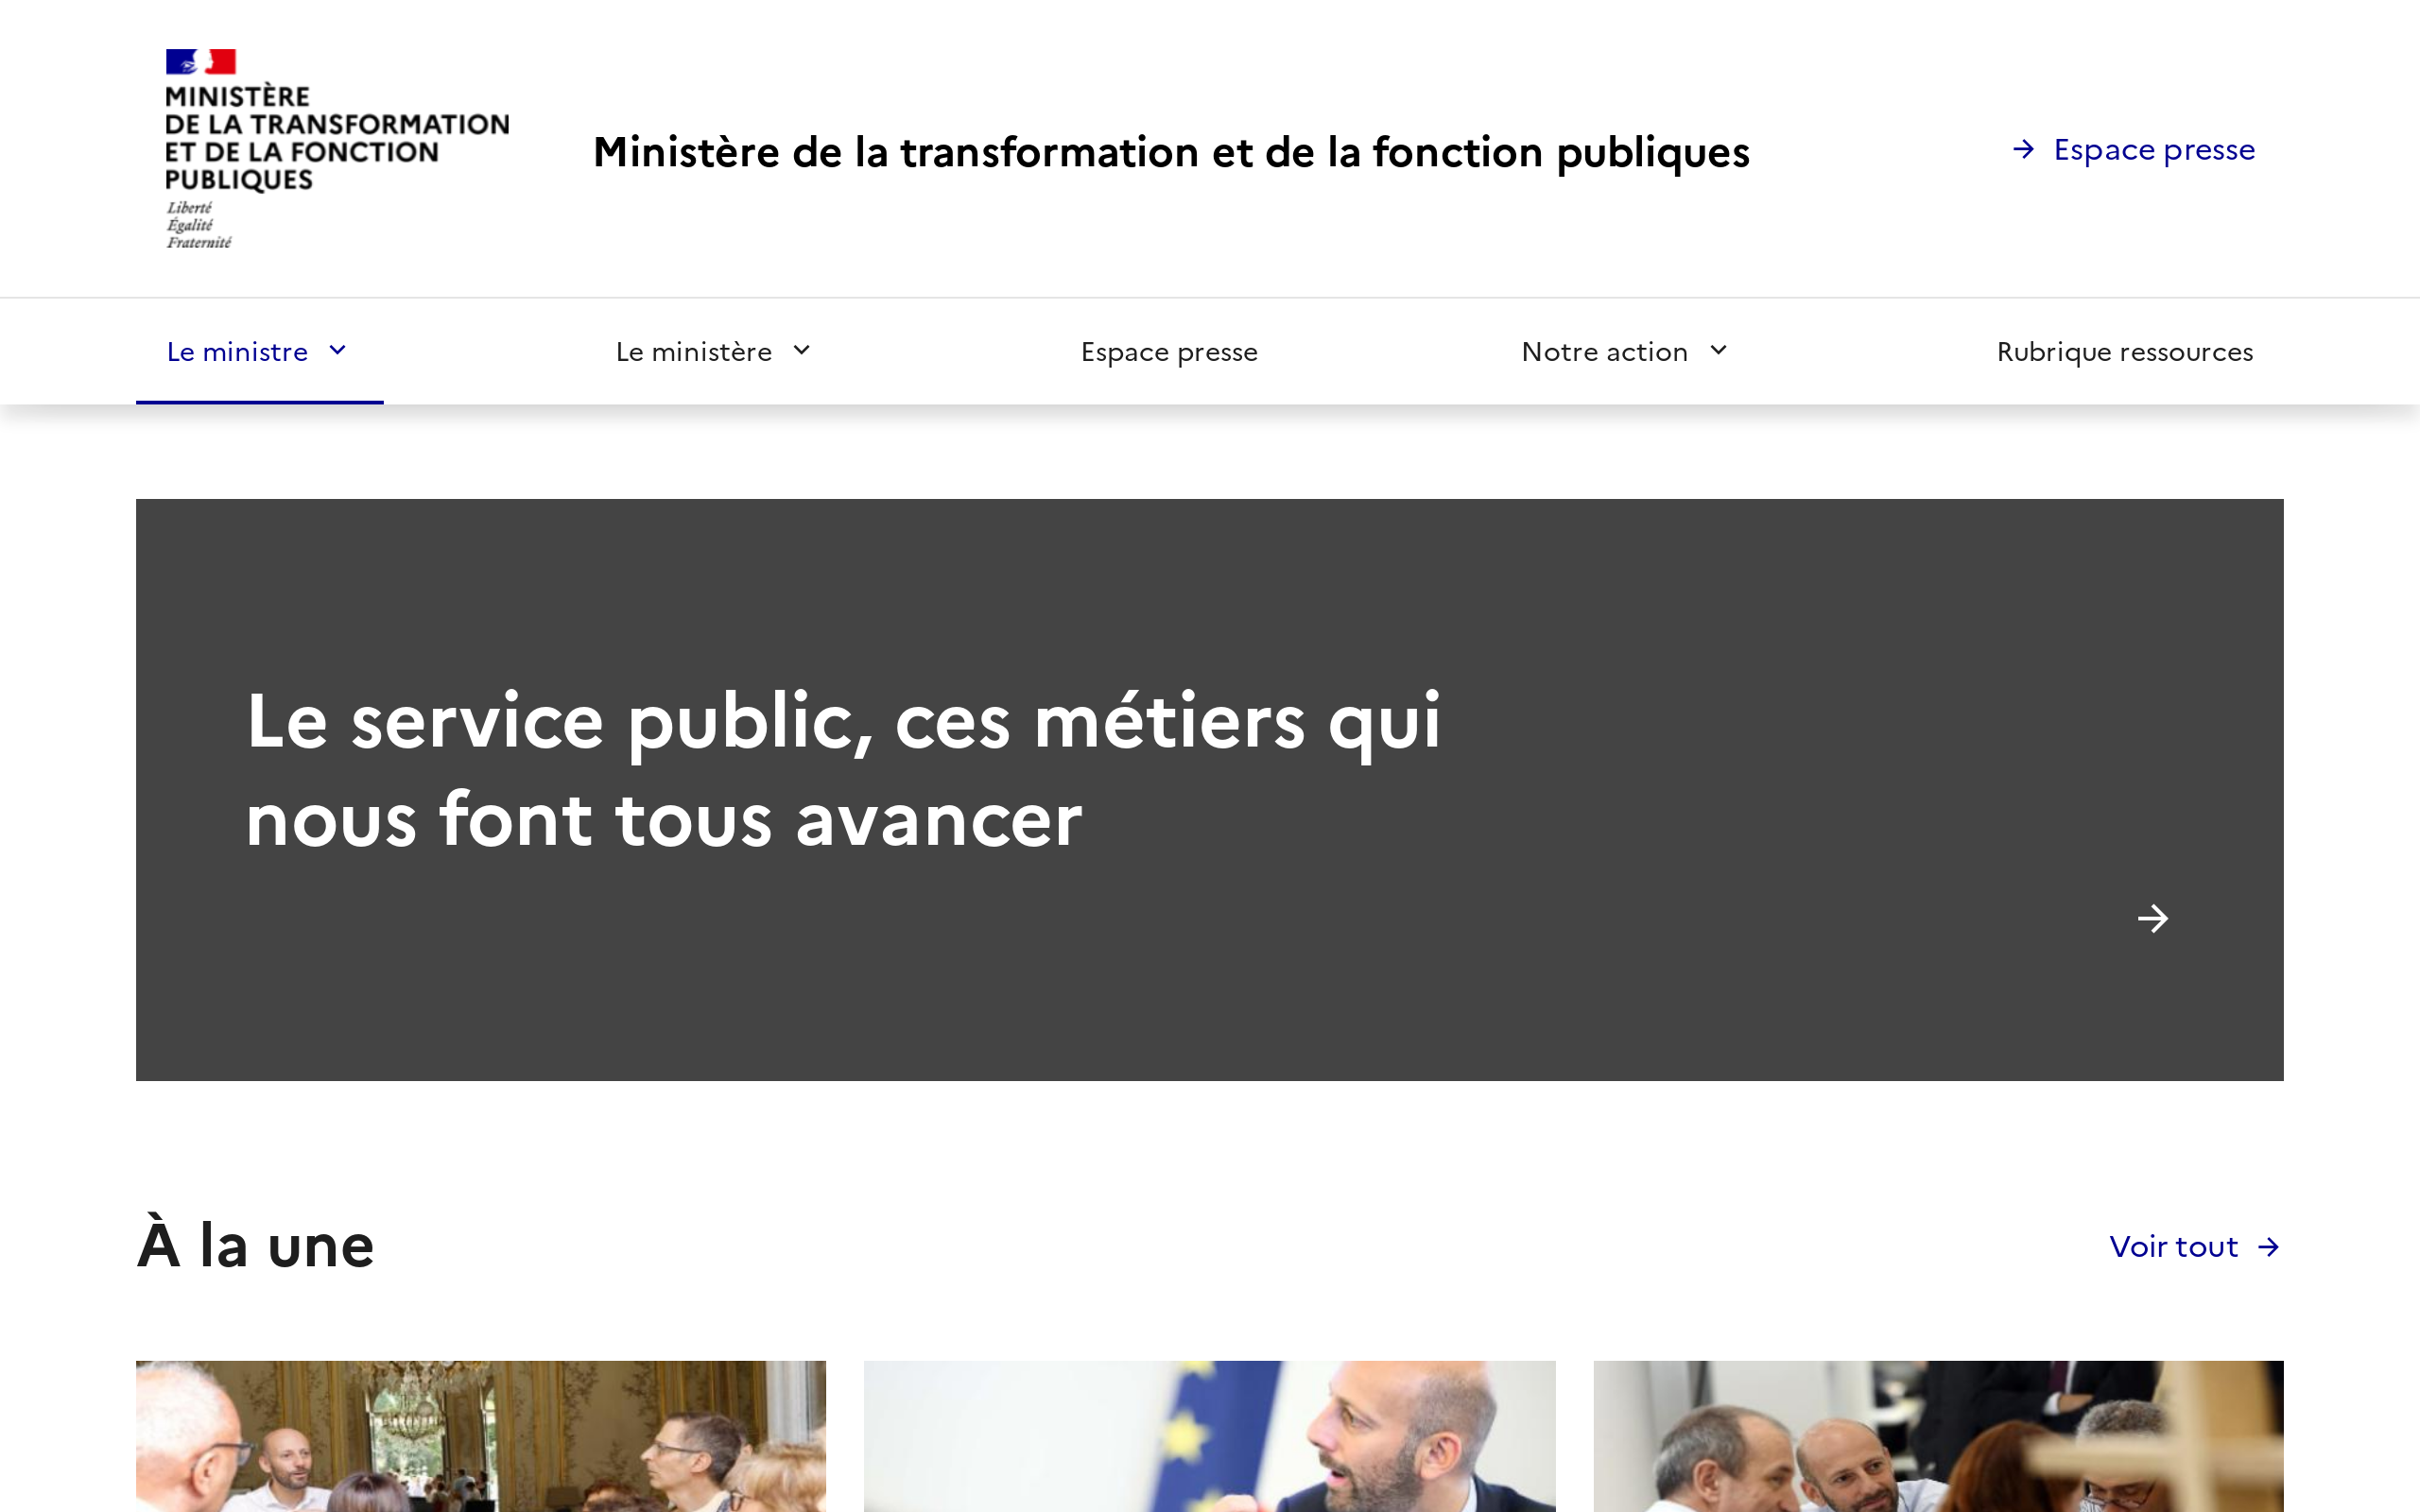 MINISTÈRE
DE LA TRANSFORMATION
ET DE LA FONCTION
PUBLIQUES
Liberté
Égalité
Fraternité
Ministère de la transformation et de la fonction publiques
Espace presse
Le ministre
Le ministère
Espace presse
Notre action
Rubrique ressources
Le service public, ces métiers qui
nous font tous avancer
À la une
Voir tout